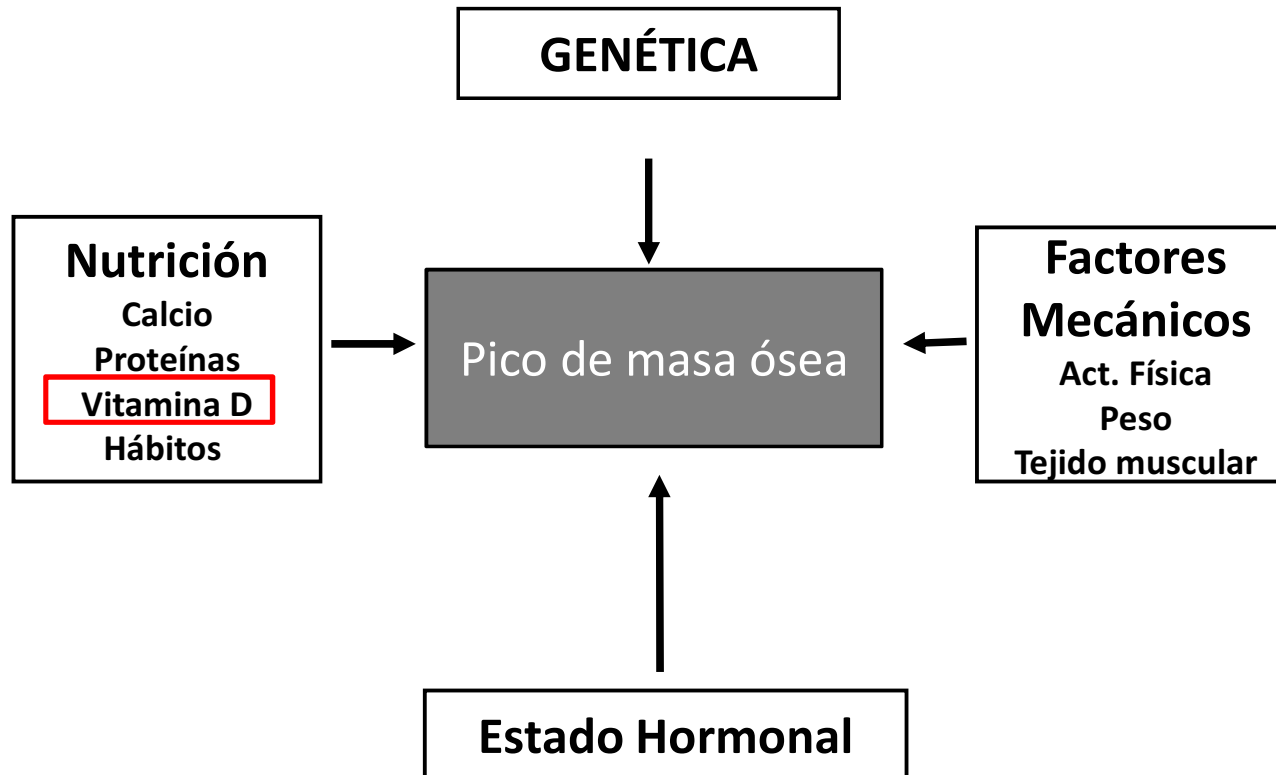 GENÉTICA
Nutrición
Calcio
Proteínas
Vitamina D
Hábitos
Pico de masa ósea
Factores
Mecánicos
Act. Física
Peso
Tejido muscular
Estado Hormonal